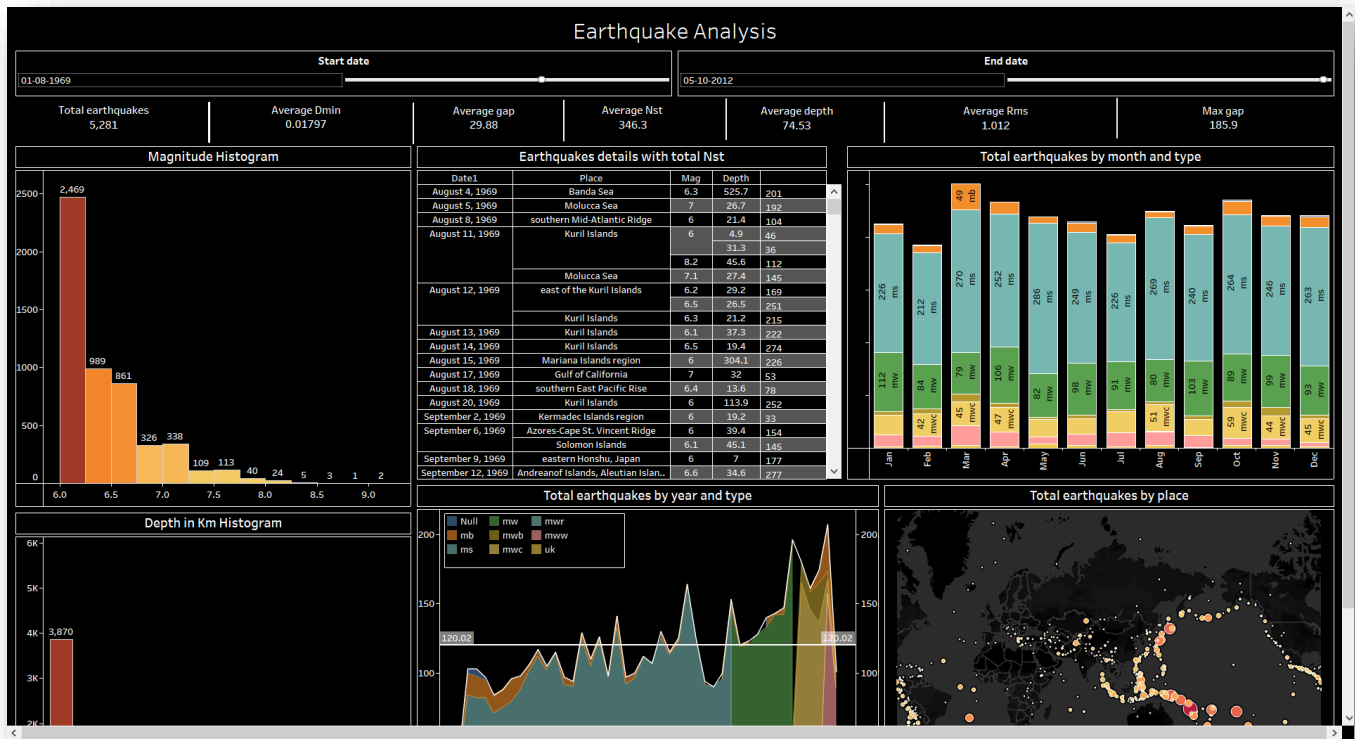 Earthquake Analysis
Start date
End date
01-08-1969
05-10-2012
Total earthquakes
5,281
Average Dmin
0.01797
Average gap
29.88
Average Nst
346.3
Average depth
74.53
Average Rms
1.012
Max gap
185.9
Magnitude Histogram
2500
2000
1500
1000
500
0
2,469
989
861
326
338
109
113
40
24
5
3
1
2
6.0 6.5 7.0 7.5 8.0 8.5 9.0
Earthquakes details with total Nst
Date1 Place Mag Depth
August 4, 1969 Banda Sea 6.3 525.7 201
August 5, 1969 Molucca Sea 7 26.7 192
August 8, 1969 southern Mid-Atlantic Ridge 6 21.4 104
August 11, 1969 Kuril Islands 6 4.9 46
31.3 36
8.2 45.6 112
Molucca Sea 7.1 27.4 145
August 12, 1969 east of the Kuril Islands 6.2 29.2 169
6.5 26.5 251
Kuril Islands 6.3 21.2 215
August 13, 1969 Kuril Islands 6.1 37.3 222
August 14, 1969 Kuril Islands 6.5 19.4 274
August 15, 1969 Mariana Islands region 6 304.1 226
August 17, 1969 Gulf of California 7 32 53
August 18, 1969 southern East Pacific Rise 6.4 13.6 78
August 20, 1969 Kuril Islands 6 113.9 252
September 2, 1969 Kermadec Islands region 6 19.2 33
September 6, 1969 Azores-Cape St. Vincent Ridge 6 39.4 154
Solomon Islands 6.1 45.1 145
September 9, 1969 eastern Honshu, Japan 6 7 177
September 12, 1969 Andreanof Islands, Aleutian Islan.. 6.6 34.6 277
Total earthquakes by month and type
226 ms
112 mw
212 ms
84 mw
42 mwc
49 mb
270 ms
79 mw
45 mwc
252 ms
106 mw
47 mwc
286 ms
82 mw
249 ms
98 mw
226 ms
91 mw
269 ms
80 mw
51 mwc
240 ms
103 mw
264 ms
89 mw
59 mwc
246 ms
99 mw
44 mwc
263 ms
93 mw
45 mwc
Jan Feb Mar Apr May Jun Jul Aug Sep Oct Nov Dec
Depth in Km Histogram
6K
5K
4K
3K
2K
3,870
Total earthquakes by year and type
Null mw mwr
mb mwb mww
ms mwc uk
200
150
100
120.02
120.02
200
150
100
Total earthquakes by place